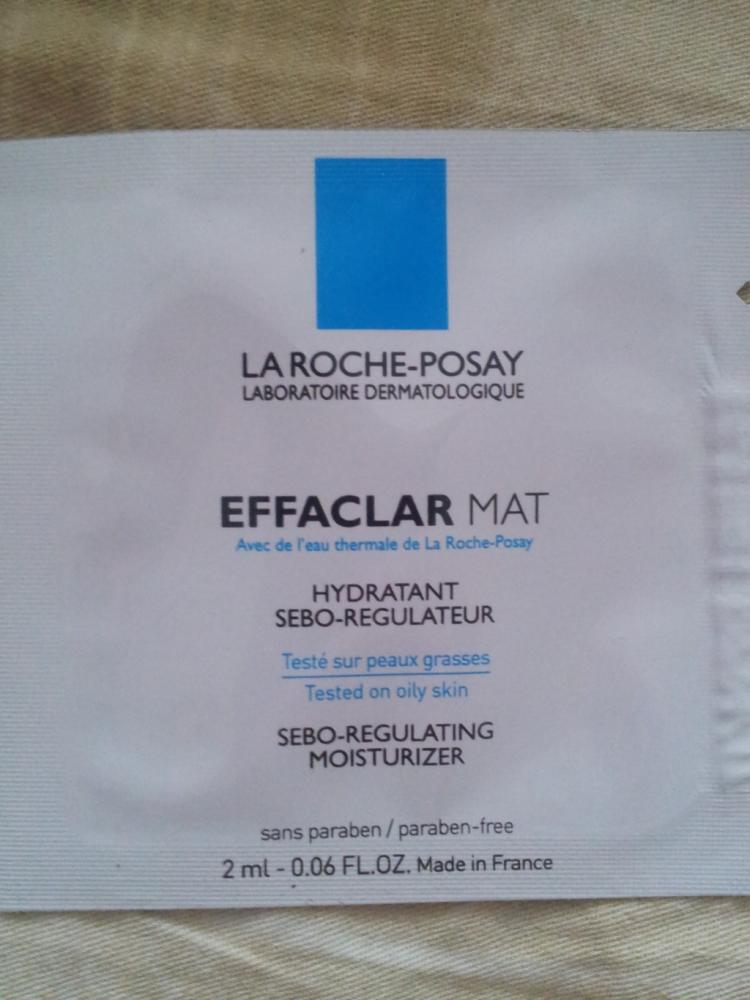 LA ROCHE-POSAY
LABORATOIRE DERMATOLOGIQUE
EFFACLAR MAT
Avec de l'eau thermale de La Roche-Posay
HYDRATANT
SEBO-REGULATEUR
Testé sur peaux grasses
Tested on oily skin
SEBO-REGULATING
MOISTURIZER
sans paraben / paraben-free
2 ml - 0.06 FL.OZ. Made in France